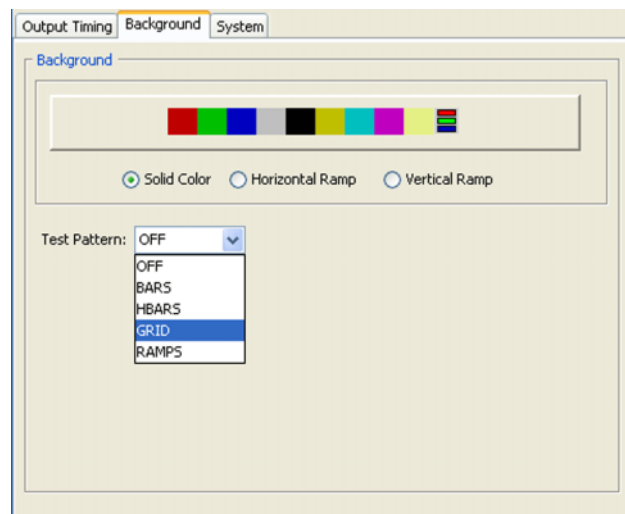 Output Timing Background System
Background
Solid Color Horizontal Ramp Vertical Ramp
Test Pattern: OFF
OFF
BARS
HBARS
GRID
RAMPS